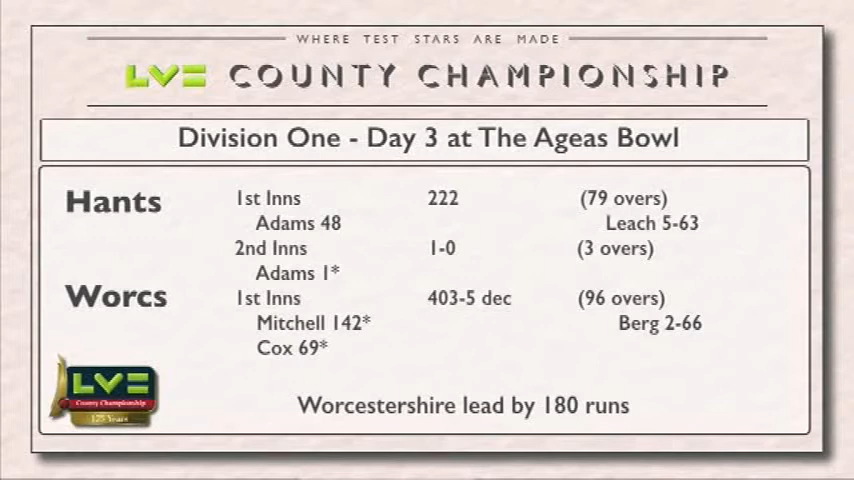 WHERE TEST STARS ARE MADE
LV= COUNTY CHAMPIONSHIP
Division One - Day 3 at The Ageas Bowl
Hants 1st Inns 222 (79 overs)
Adams 48 Leach 5-63
2nd Inns 1-0 (3 overs)
Adams 1*
Worcs 1st Inns 403-5 dec (96 overs)
Mitchell 142* Berg 2-66
Cox 69*
LV=
County Championship
125 Years
Worcestershire lead by 180 runs